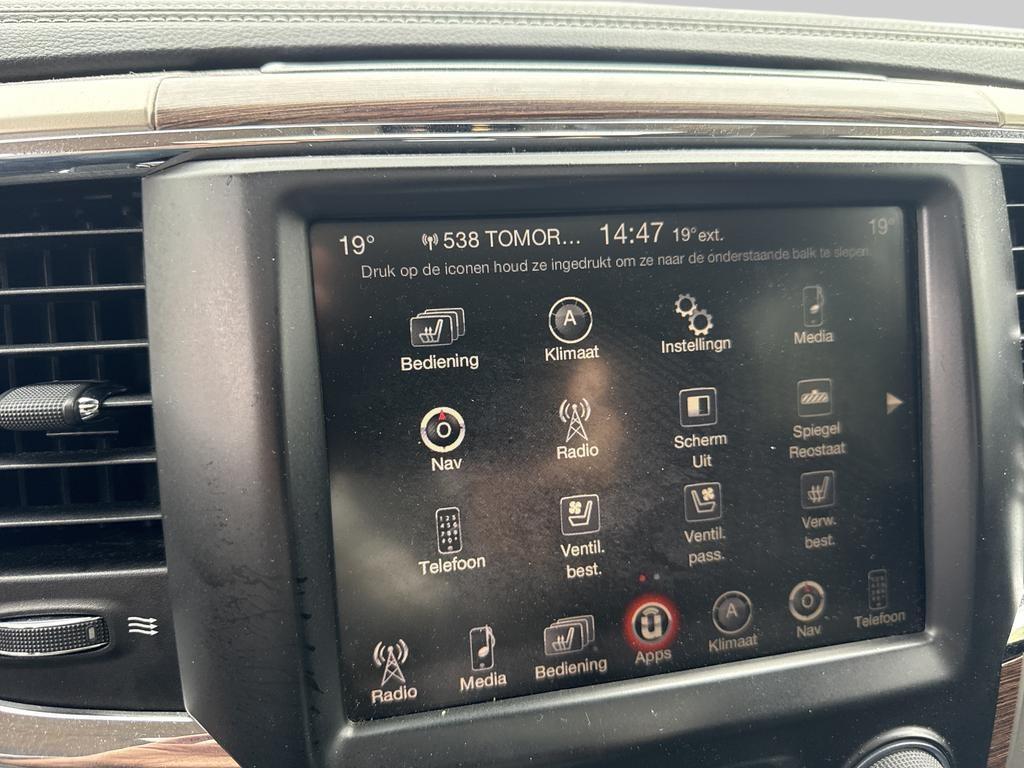 19° 538 TOMOR... 14:47 19°ext. 19°
Druk op de iconen houd ze ingedrukt om ze naar de onderstaande balk te slepen.
Bediening
A
Klimaat
Instellingn
Media
Nav
Radio
Scherm
Uit
Spiegel
Reostaat
Telefoon
Ventil.
best.
Ventil.
pass.
Verw.
best.
Radio
Media
Bediening
Apps
A
Klimaat
Nav
Telefoon